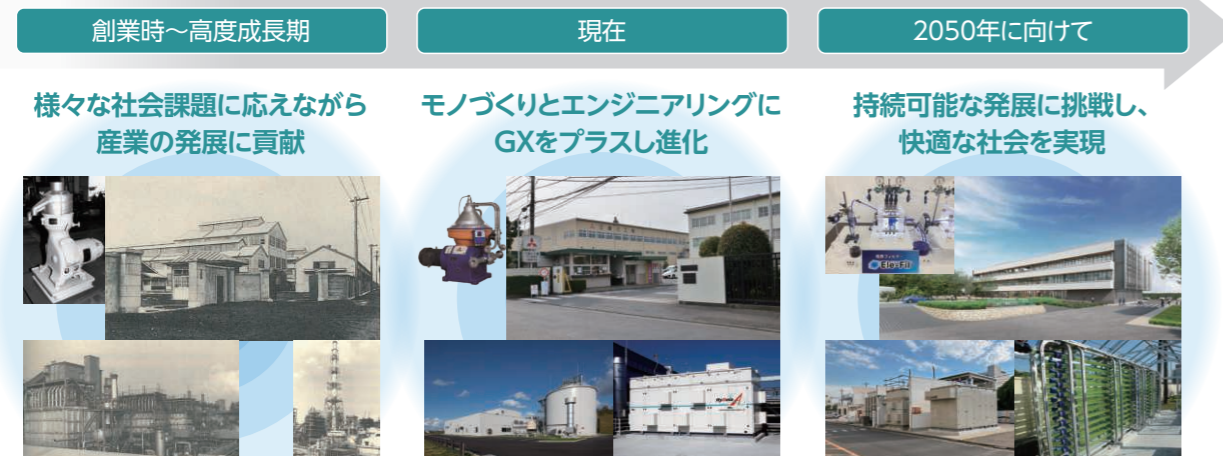 創業時～高度成長期
現在
2050年に向けて
様々な社会課題に応えながら
産業の発展に貢献
モノづくりとエンジニアリングに
GXをプラスし進化
持続可能な発展に挑戦し、
快適な社会を実現